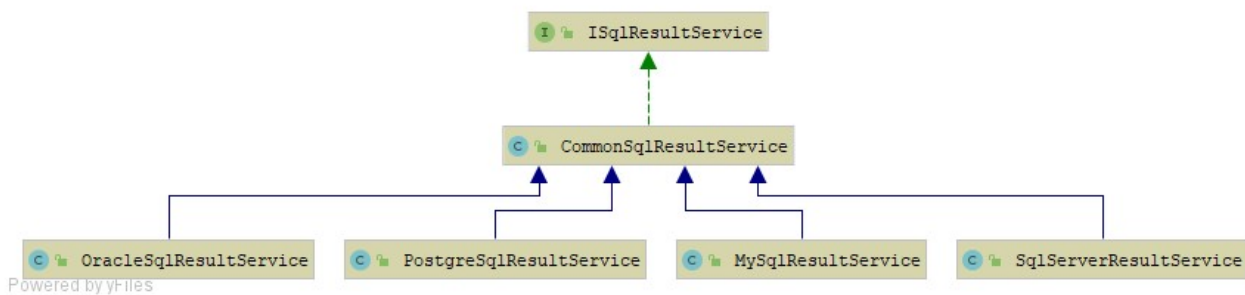 I ISqlResultService
C CommonSqlResultService
C OracleSqlResultService
C PostgreSqlResultService
C MySqlResultService
C SqlServerResultService
Powered by yFiles